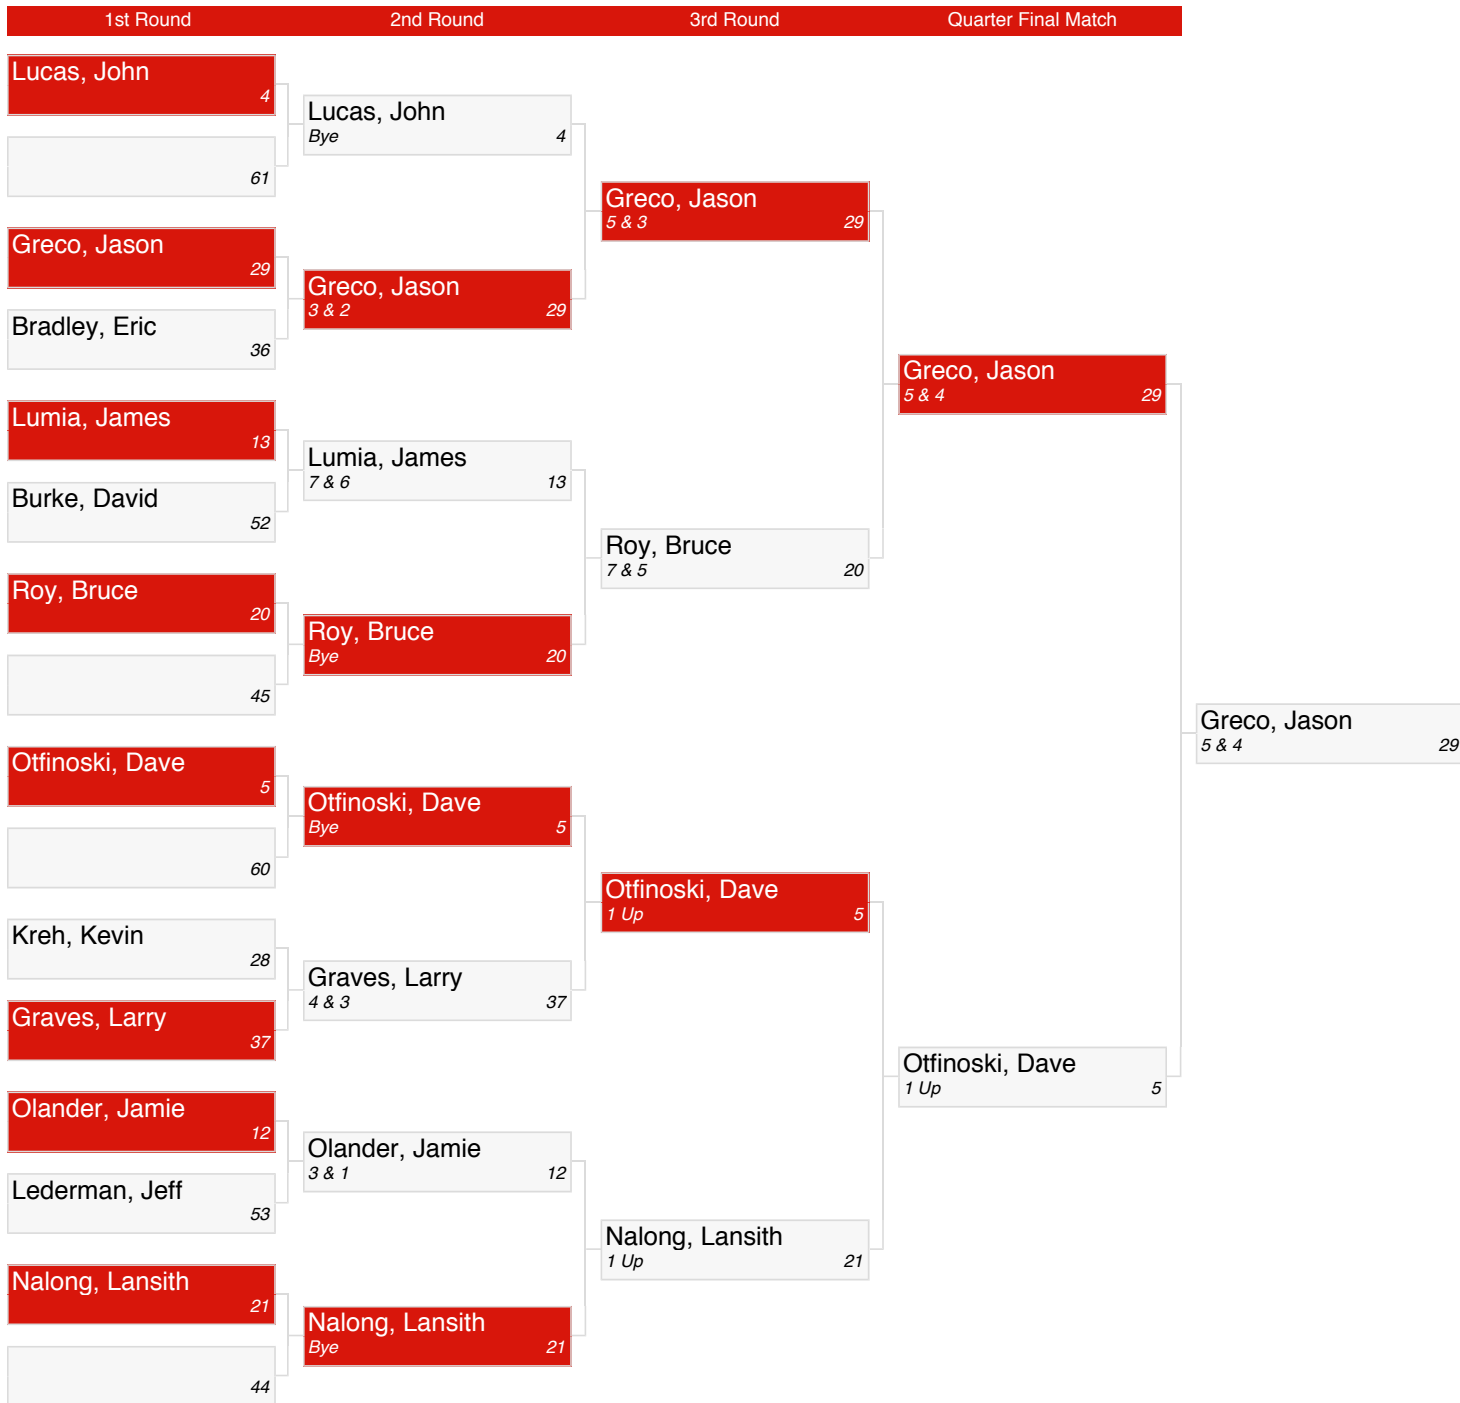 1st Round
2nd Round
3rd Round
Quarter Final Match
Lucas, John
4
61
Greco, Jason
29
Bradley, Eric
36
Lumia, James
13
Burke, David
52
Roy, Bruce
20
45
Otfinoski, Dave
5
60
Kreh, Kevin
28
Graves, Larry
37
Olander, Jamie
12
Lederman, Jeff
53
Nalong, Lansith
21
44
Lucas, John
Bye 4
Greco, Jason
3 & 2 29
Lumia, James
7 & 6 13
Roy, Bruce
Bye 20
Otfinoski, Dave
Bye 5
Graves, Larry
4 & 3 37
Olander, Jamie
3 & 1 12
Nalong, Lansith
Bye 21
Greco, Jason
5 & 3 29
Roy, Bruce
7 & 5 20
Otfinoski, Dave
1 Up 5
Nalong, Lansith
1 Up 21
Greco, Jason
5 & 4 29
Otfinoski, Dave
1 Up 5
Greco, Jason
5 & 4 29